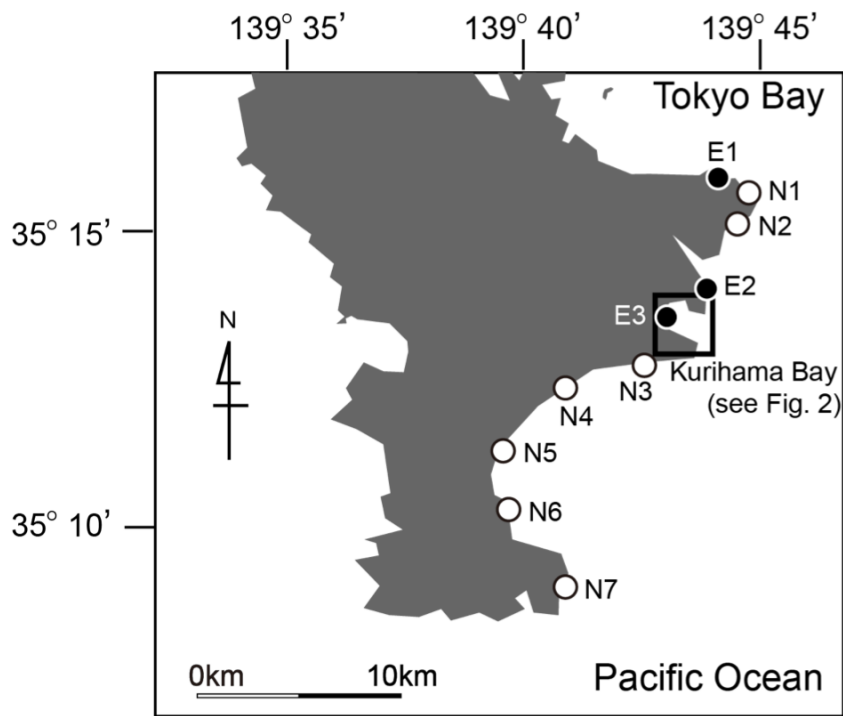 139° 35’
139° 40’
139° 45’
Tokyo Bay
E1
N1
35° 15’
N2
E2
N
E3
Kurihama Bay
(see Fig. 2)
N3
N4
N5
35° 10’
N6
N7
0km
10km
Pacific Ocean